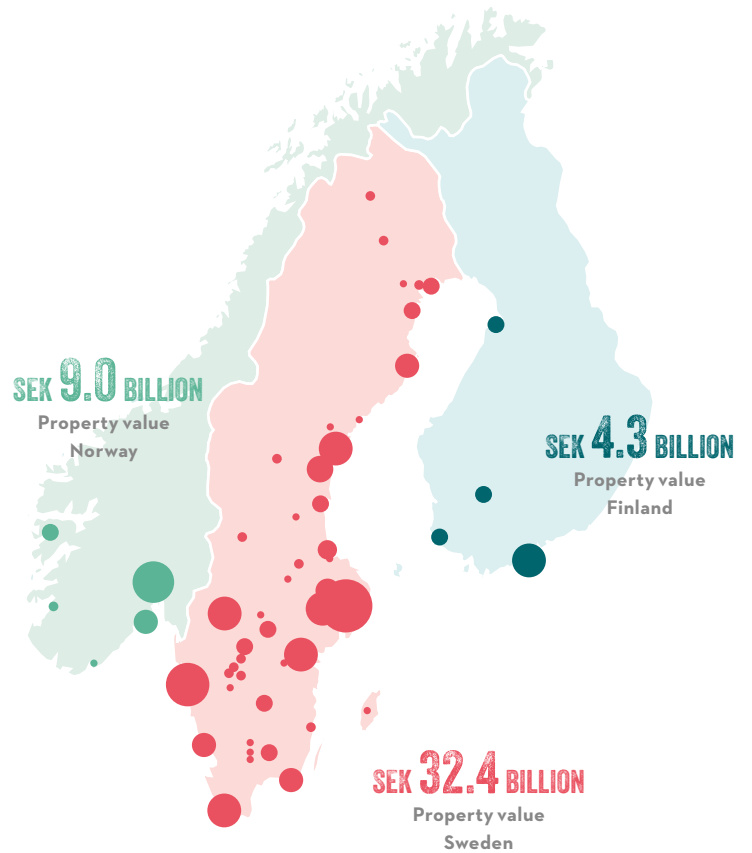 SEK 9.0 BILLION
Property value
Norway
SEK 4.3 BILLION
Property value
Finland
SEK 32.4 BILLION
Property value
Sweden